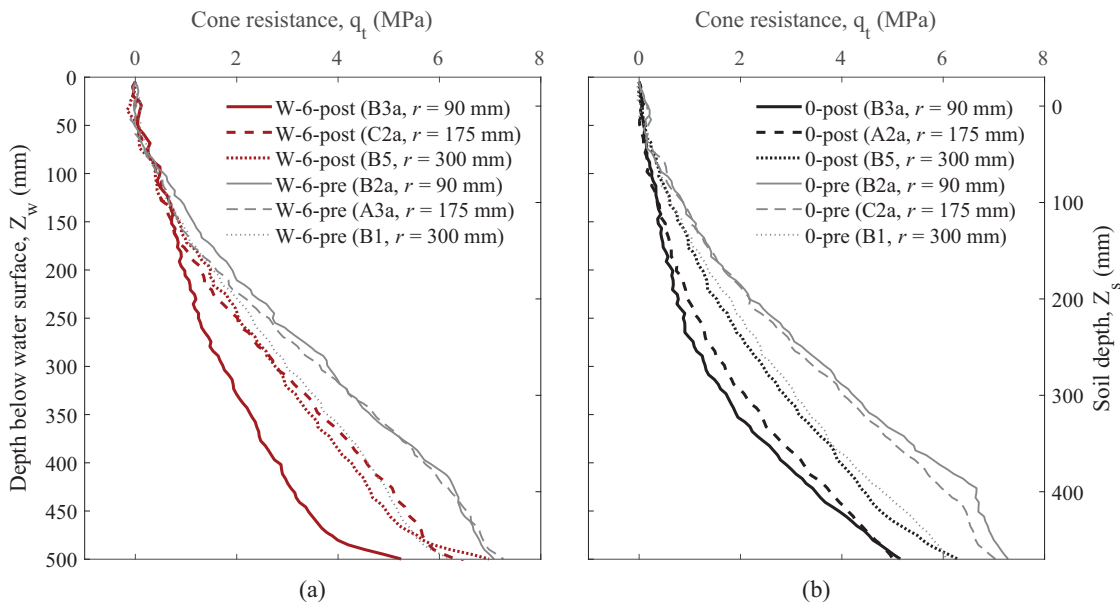 Cone resistance, q_t (MPa)
0 2 4 6 8
0
50
100
150
200
250
300
350
400
450
500
Depth below water surface, Z_w (mm)
W-6-post (B3a, r = 90 mm)
W-6-post (C2a, r = 175 mm)
W-6-post (B5, r = 300 mm)
W-6-pre (B2a, r = 90 mm)
W-6-pre (A3a, r = 175 mm)
W-6-pre (B1, r = 300 mm)
(a)
Cone resistance, q_t (MPa)
0 2 4 6 8
0-post (B3a, r = 90 mm)
0-post (A2a, r = 175 mm)
0-post (B5, r = 300 mm)
0-pre (B2a, r = 90 mm)
0-pre (C2a, r = 175 mm)
0-pre (B1, r = 300 mm)
0
100
200
300
400
Soil depth, Z_s (mm)
(b)